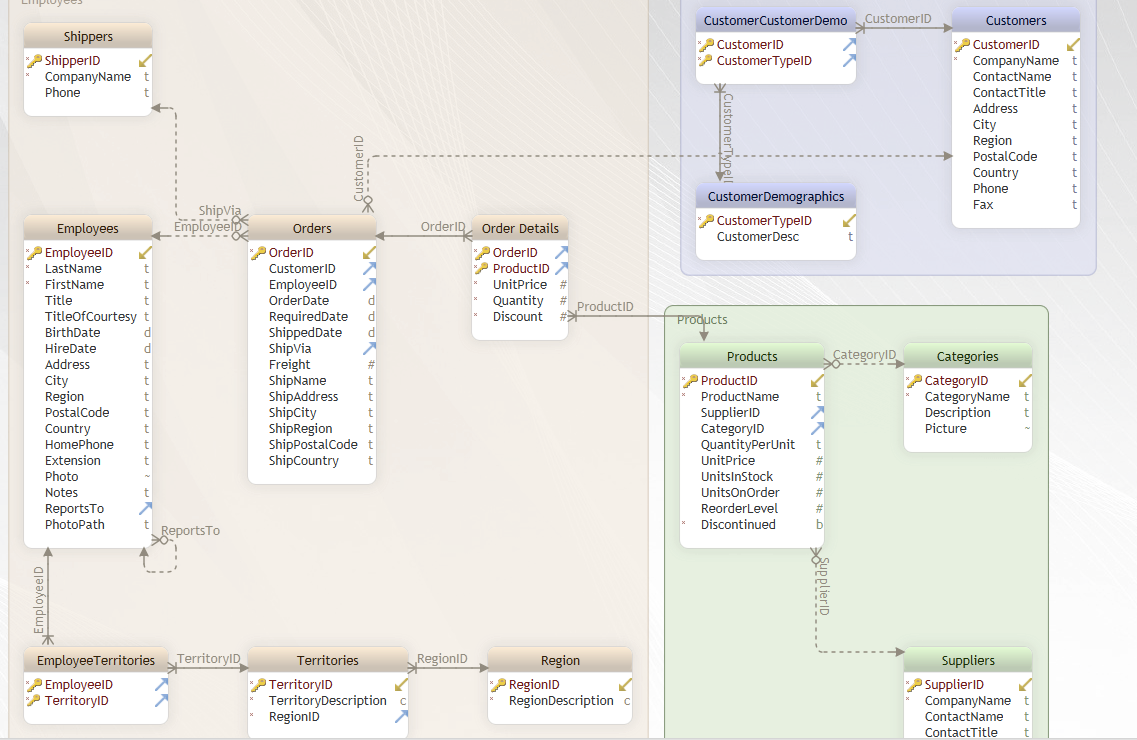 Employees
Shippers
ShipperID
CompanyName t
Phone t
CustomerCustomerDemo
CustomerID
CustomerTypeID
CustomerID
Customers
CustomerID
CompanyName t
ContactName t
ContactTitle t
Address t
City t
Region t
PostalCode t
Country t
Phone t
Fax t
CustomerTypeI
CustomerDemographics
CustomerTypeID
CustomerDesc t
CustomerID
ShipVia
EmployeeID
OrderID
Employees
EmployeeID
LastName t
FirstName t
Title t
TitleOfCourtesy t
BirthDate d
HireDate d
Address t
City t
Region t
PostalCode t
Country t
HomePhone t
Extension t
Photo ~
Notes t
ReportsTo
PhotoPath t
ReportsTo
Orders
OrderID
CustomerID
EmployeeID
OrderDate d
RequiredDate d
ShippedDate d
ShipVia
Freight #
ShipName t
ShipAddress t
ShipCity t
ShipRegion t
ShipPostalCode t
ShipCountry t
Order Details
OrderID
ProductID
UnitPrice #
Quantity #
Discount #
ProductID
Products
Products
ProductID
ProductName t
SupplierID
CategoryID
QuantityPerUnit t
UnitPrice #
UnitsInStock #
UnitsOnOrder #
ReorderLevel #
Discontinued b
CategoryID
Categories
CategoryID
CategoryName t
Description t
Picture ~
SupplierID
Suppliers
SupplierID
CompanyName t
ContactName t
ContactTitle t
EmployeeID
EmployeeTerritories
EmployeeID
TerritoryID
TerritoryID
Territories
TerritoryID
TerritoryDescription c
RegionID
RegionID
Region
RegionID
RegionDescription c